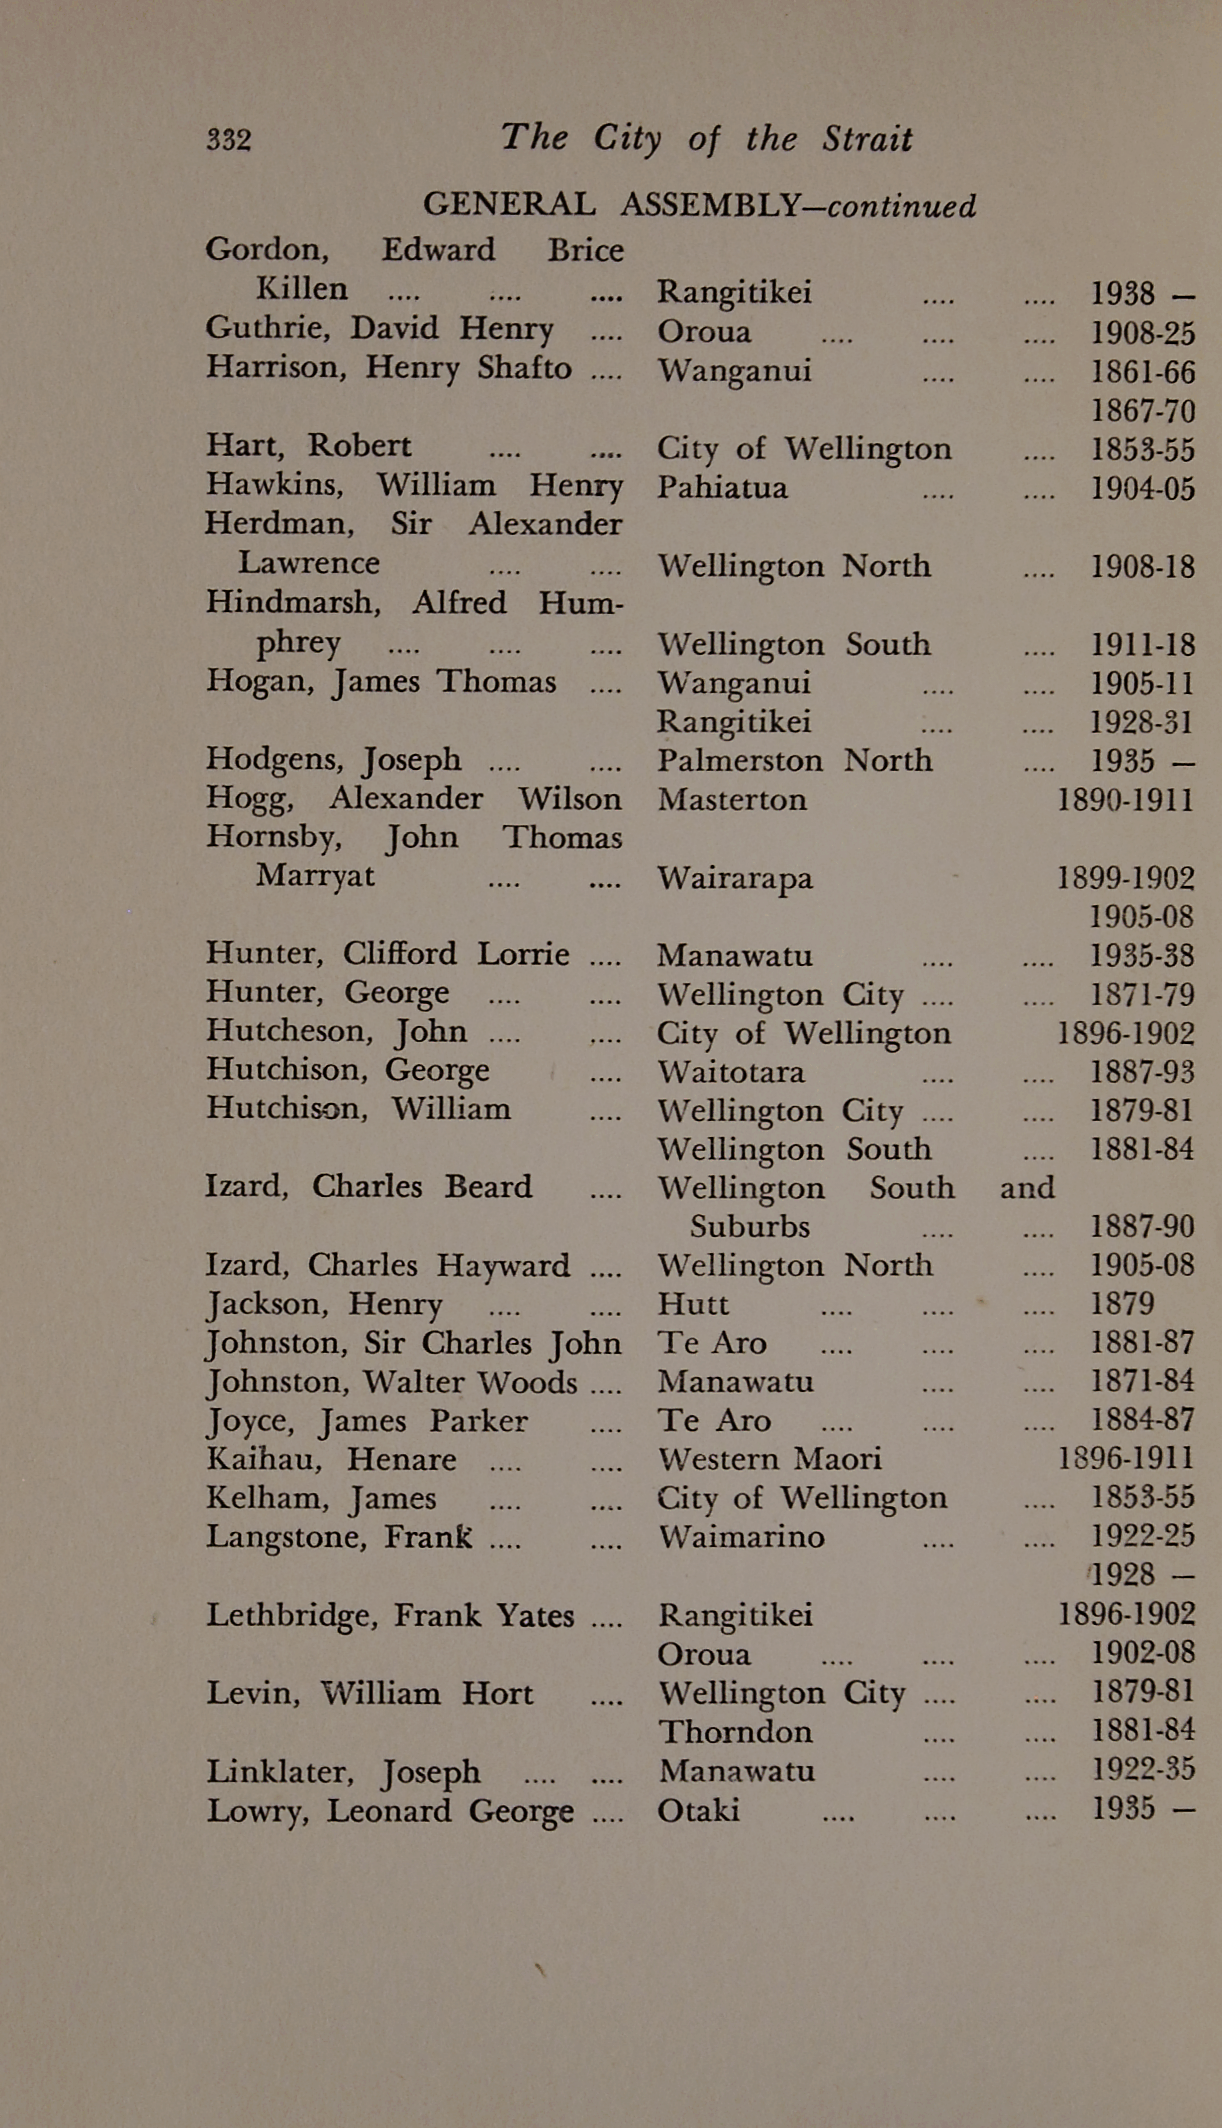 332 The City of the Strait
GENERAL ASSEMBLY—continued
Gordon, Edward Brice
Killen .... .... .... Rangitikei .... .... 1938 —
Guthrie, David Henry .... Oroua .... .... .... 1908-25
Harrison, Henry Shafto .... Wanganui .... .... 1861-66
1867-70
Hart, Robert .... .... City of Wellington .... 1853-55
Hawkins, William Henry Pahiatua .... .... 1904-05
Herdman, Sir Alexander
Lawrence .... .... Wellington North .... 1908-18
Hindmarsh, Alfred Hum-
phrey .... .... .... Wellington South .... 1911-18
Hogan, James Thomas .... Wanganui .... .... 1905-11
Rangitikei .... .... 1928-31
Hodgens, Joseph .... .... Palmerston North .... 1935 —
Hogg, Alexander Wilson Masterton 1890-1911
Hornsby, John Thomas
Marryat .... .... Wairarapa 1899-1902
1905-08
Hunter, Clifford Lorrie .... Manawatu .... .... 1935-38
Hunter, George .... .... Wellington City .... .... 1871-79
Hutcheson, John .... .... City of Wellington 1896-1902
Hutchison, George .... Waitotara .... .... 1887-93
Hutchison, William .... Wellington City .... .... 1879-81
Wellington South .... 1881-84
Izard, Charles Beard .... Wellington South and
Suburbs .... .... 1887-90
Izard, Charles Hayward .... Wellington North .... 1905-08
Jackson, Henry .... .... Hutt .... .... .... 1879
Johnston, Sir Charles John Te Aro .... .... .... 1881-87
Johnston, Walter Woods .... Manawatu .... .... 1871-84
Joyce, James Parker .... Te Aro .... .... .... 1884-87
Kaihau, Henare .... .... Western Maori 1896-1911
Kelham, James .... .... City of Wellington .... 1853-55
Langstone, Frank .... .... Waimarino .... .... 1922-25
1928 —
Lethbridge, Frank Yates .... Rangitikei 1896-1902
Oroua .... .... .... 1902-08
Levin, William Hort .... Wellington City .... .... 1879-81
Thorndon .... .... 1881-84
Linklater, Joseph .... .... Manawatu .... .... 1922-35
Lowry, Leonard George .... Otaki .... .... .... 1935 —